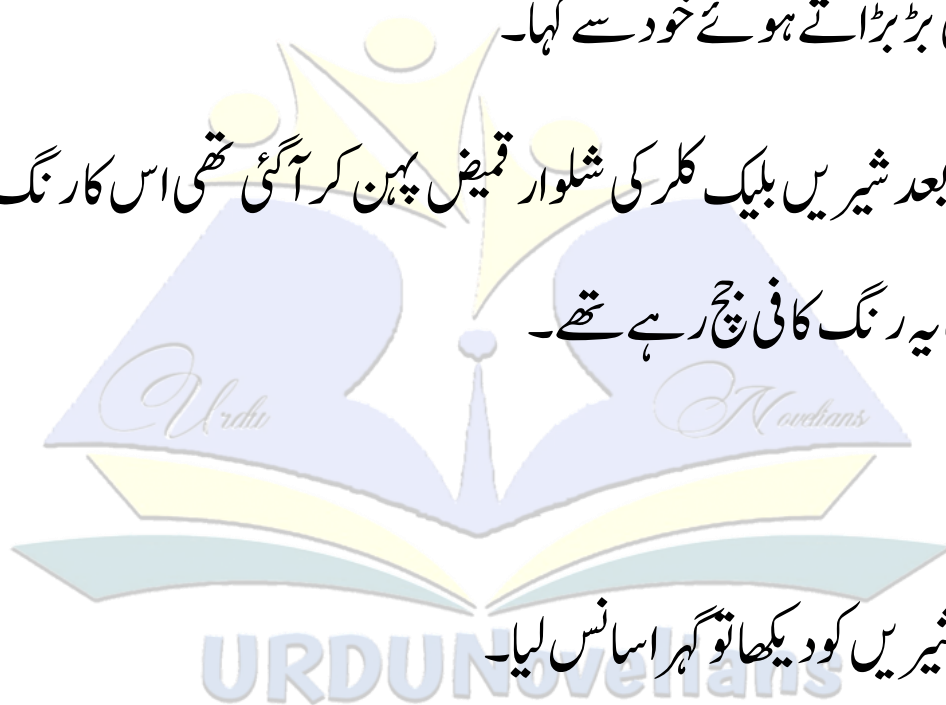 بڑبڑاتے ہوئے خود سے کہا۔
بعد شیریں بلیک کلر کی شلوار قمیض پہن کر آگئی تھی اس کا رنگ
یہ رنگ کافی جچ رہے تھے۔
Urdu Novelians
شیریں کو دیکھا تو گہرا سانس لیا۔
URDUNovelians